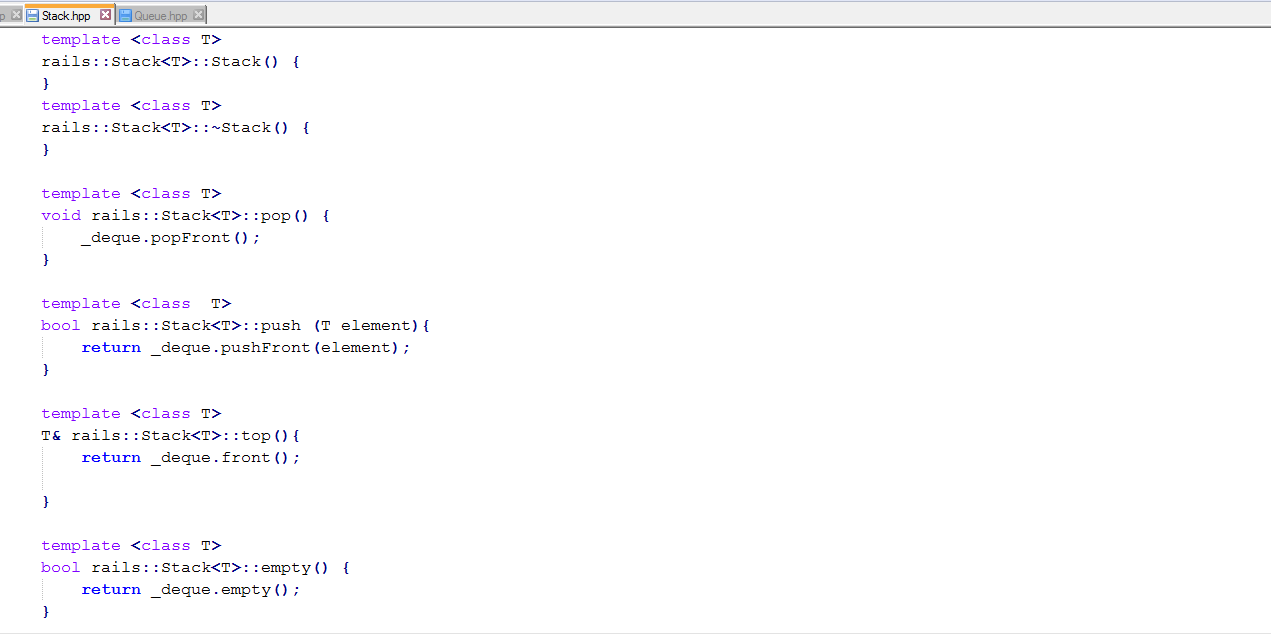 p Stack.hpp Queue.hpp
template <class T>
rails::Stack<T>::Stack() {
}
template <class T>
rails::Stack<T>::~Stack() {
}
template <class T>
void rails::Stack<T>::pop() {
    _deque.popFront();
}
template <class  T>
bool rails::Stack<T>::push (T element){
    return _deque.pushFront(element);
}
template <class T>
T& rails::Stack<T>::top(){
    return _deque.front();
}
template <class T>
bool rails::Stack<T>::empty() {
    return _deque.empty();
}